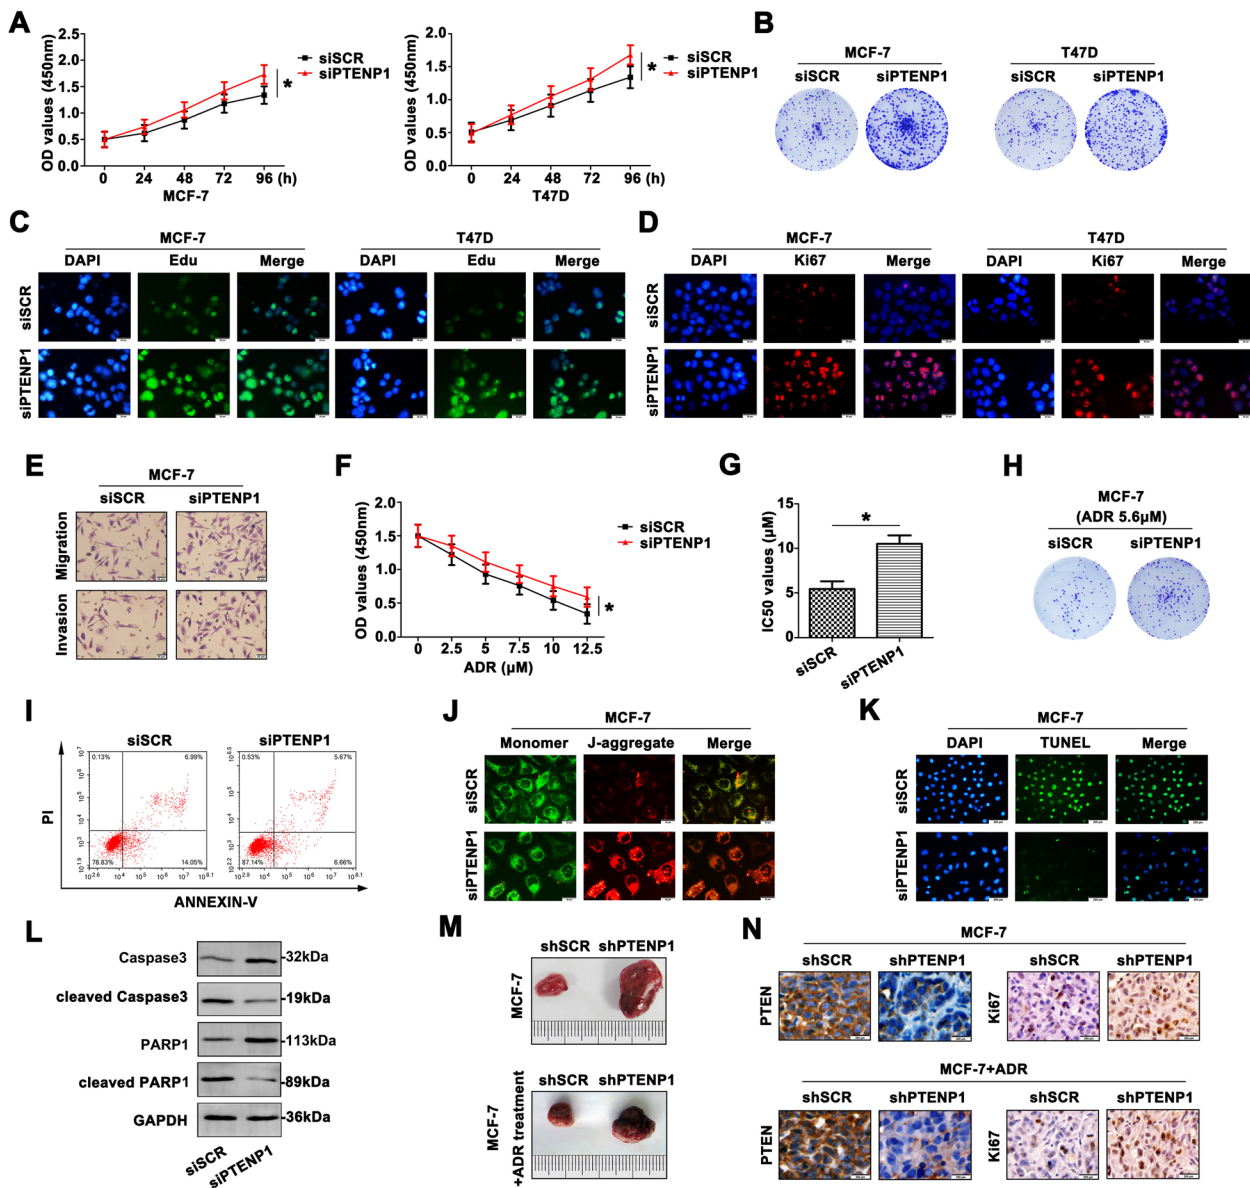 A
OD values (450nm)
2.5
2.0
1.5
1.0
0.5
0.0
0 24 48 72 96 (h)
MCF-7
siSCR
siPTENP1
*
OD values (450nm)
2.0
1.5
1.0
0.5
0.0
0 24 48 72 96 (h)
T47D
siSCR
siPTENP1
*
B
MCF-7 T47D
siSCR siPTENP1 siSCR siPTENP1
C
MCF-7 T47D
DAPI Edu Merge DAPI Edu Merge
siSCR
siPTENP1
D
MCF-7 T47D
DAPI Ki67 Merge DAPI Ki67 Merge
siSCR
siPTENP1
E
MCF-7
siSCR siPTENP1
Migration
Invasion
F
OD values (450nm)
2.0
1.5
1.0
0.5
0.0
0 2.5 5 7.5 10 12.5
ADR (μM)
siSCR
siPTENP1
*
G
IC50 values (μM)
15
10
5
0
*
siSCR
siPTENP1
H
MCF-7
(ADR 5.6μM)
siSCR siPTENP1
I
siSCR siPTENP1
PI
0.13% 6.99%
78.83% 14.05%
0.53% 5.67%
87.14% 6.66%
ANNEXIN-V
J
MCF-7
Monomer J-aggregate Merge
siSCR
siPTENP1
K
MCF-7
DAPI TUNEL Merge
siSCR
siPTENP1
L
Caspase3 -32kDa
cleaved Caspase3 -19kDa
PARP1 -113kDa
cleaved PARP1 -89kDa
GAPDH -36kDa
siSCR
siPTENP1
M
shSCR shPTENP1
MCF-7
shSCR shPTENP1
MCF-7
+ADR treatment
N
MCF-7
shSCR shPTENP1 shSCR shPTENP1
PTEN
Ki67
MCF-7+ADR
shSCR shPTENP1 shSCR shPTENP1
PTEN
Ki67